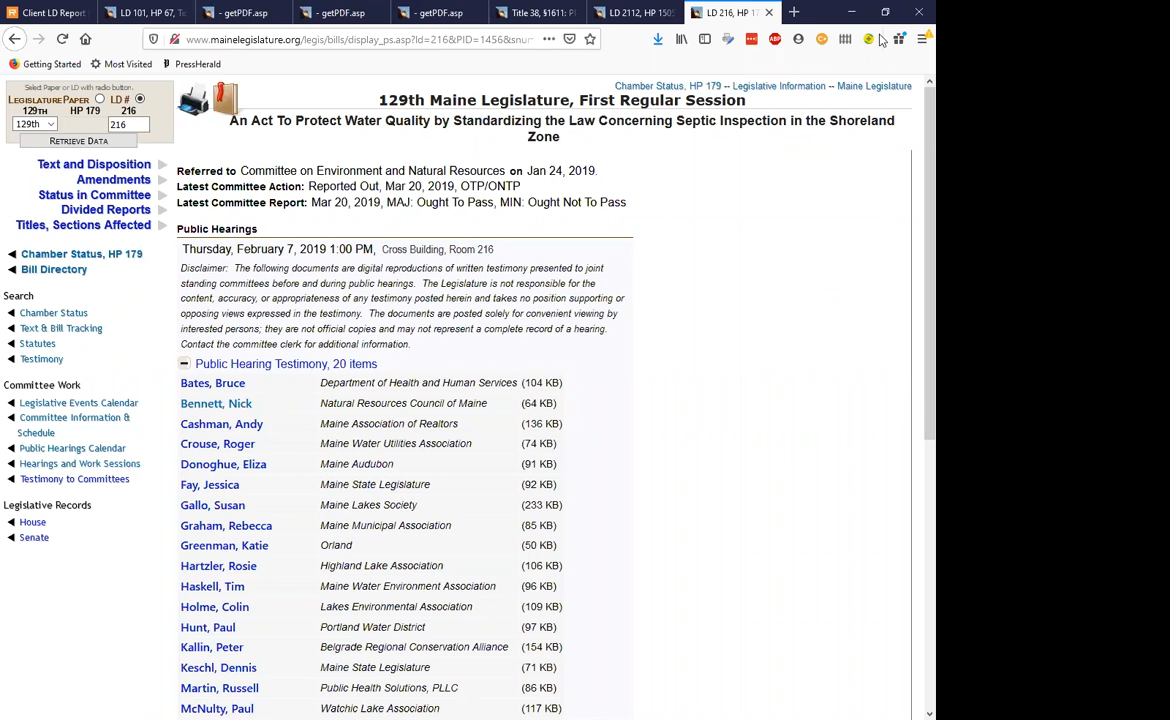 Client LD Report
LD 101, HP 67, Te
- getPDF.asp
- getPDF.asp
- getPDF.asp
Title 38, §1611: P
LD 2112, HP 150
LD 216, HP 17
www.mainelegislature.org/legis/bills/display_ps.asp?ld=216&PID=1456&snum
Getting Started
Most Visited
PressHerald
Select Paper or LD with radio button.
LEGISLATURE PAPER LD #
129TH HP 179 216
129th 216
RETRIEVE DATA
Text and Disposition
Amendments
Status in Committee
Divided Reports
Titles, Sections Affected
Chamber Status, HP 179
Bill Directory
Search
Chamber Status
Text & Bill Tracking
Statutes
Testimony
Committee Work
Legislative Events Calendar
Committee Information &
Schedule
Public Hearings Calendar
Hearings and Work Sessions
Testimony to Committees
Legislative Records
House
Senate
Chamber Status, HP 179 -- Legislative Information -- Maine Legislature
129th Maine Legislature, First Regular Session
An Act To Protect Water Quality by Standardizing the Law Concerning Septic Inspection in the Shoreland
Zone
Referred to Committee on Environment and Natural Resources on Jan 24, 2019.
Latest Committee Action: Reported Out, Mar 20, 2019, OTP/ONTP
Latest Committee Report: Mar 20, 2019, MAJ: Ought To Pass, MIN: Ought Not To Pass
Public Hearings
Thursday, February 7, 2019 1:00 PM, Cross Building, Room 216
Disclaimer: The following documents are digital reproductions of written testimony presented to joint
standing committees before and during public hearings. The Legislature is not responsible for the
content, accuracy, or appropriateness of any testimony posted herein and takes no position supporting or
opposing views expressed in the testimony. The documents are posted solely for convenient viewing by
interested persons; they are not official copies and may not represent a complete record of a hearing.
Contact the committee clerk for additional information.
Public Hearing Testimony, 20 items
Bates, Bruce Department of Health and Human Services (104 KB)
Bennett, Nick Natural Resources Council of Maine (64 KB)
Cashman, Andy Maine Association of Realtors (136 KB)
Crouse, Roger Maine Water Utilities Association (74 KB)
Donoghue, Eliza Maine Audubon (91 KB)
Fay, Jessica Maine State Legislature (92 KB)
Gallo, Susan Maine Lakes Society (233 KB)
Graham, Rebecca Maine Municipal Association (85 KB)
Greenman, Katie Orland (50 KB)
Hartzler, Rosie Highland Lake Association (106 KB)
Haskell, Tim Maine Water Environment Association (96 KB)
Holme, Colin Lakes Environmental Association (109 KB)
Hunt, Paul Portland Water District (97 KB)
Kallin, Peter Belgrade Regional Conservation Alliance (154 KB)
Keschl, Dennis Maine State Legislature (71 KB)
Martin, Russell Public Health Solutions, PLLC (86 KB)
McNulty, Paul Watchic Lake Association (117 KB)